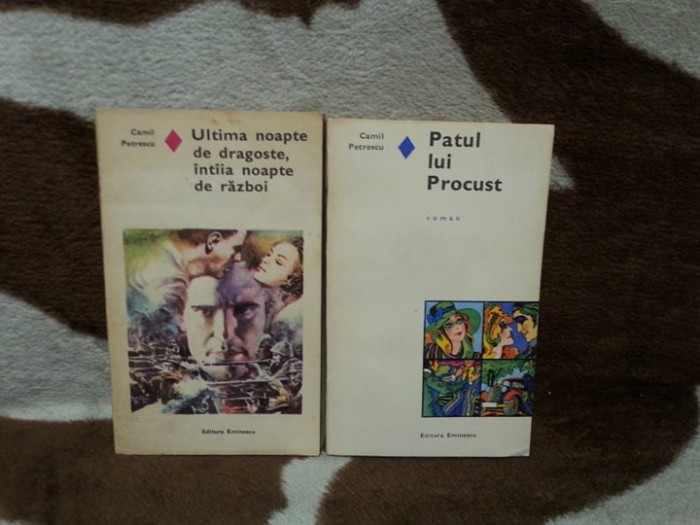 Camil
Petrescu
Ultima noapte
de dragoste,
întîia noapte
de război
Editura Eminescu
Camil
Petrescu
Patul
lui
Procust
roman
Editura Eminescu